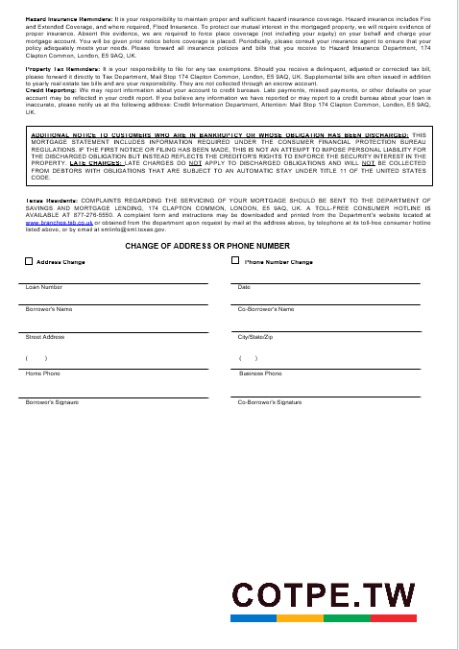 Hazard Insurance Reminders: It is your responsibility to maintain proper and sufficient hazard insurance coverage. Hazard insurance includes Fire
and Extended Coverage, and where required, Flood Insurance. To protect our mutual interest in the mortgaged property, we will require evidence of
proper insurance. Absent this evidence, we are required to force place coverage (not including your equity) on your behalf and charge your
mortgage account. You will be given prior notice before coverage is placed. Periodically, please consult your insurance agent to ensure that your
policy adequately meets your needs. Please forward all insurance policies and bills that you receive to Hazard Insurance Department, 174
Clapton Common, London, E5 9AQ, UK.
Property Tax Reminders: It is your responsibility to file for any tax exemptions. Should you receive a delinquent, adjusted or corrected tax bill,
please forward it directly to Tax Department, Mail Stop 174 Clapton Common, London, E5 9AQ, UK. Supplemental bills are often issued in addition
to yearly real estate tax bills and are your responsibility. They are not collected through an escrow account.
Credit Reporting: We may report information about your account to credit bureaus. Late payments, missed payments, or other defaults on your
account may be reflected in your credit report. If you believe any information we have reported or may report to a credit bureau about your loan is
inaccurate, please notify us at the following address: Credit Information Department, Attension: Mail Stop 174 Clapton Common, London, E5 9AQ,
UK.
ADDITIONAL NOTICE TO CUSTOMERS WHO ARE IN BANKRUPTCY OR WHOSE OBLIGATION HAS BEEN DISCHARGED: THIS
MORTGAGE STATEMENT INCLUDES INFORMATION REQUIRED UNDER THE CONSUMER FINANCIAL PROTECTION BUREAU
REGULATIONS. IF THE FIRST NOTICE OR FILING HAS BEEN MADE, THIS IS NOT AN ATTEMPT TO IMPOSE PERSONAL LIABILITY FOR
THE DISCHARGED OBLIGATION BUT INSTEAD REFLECTS THE CREDITOR'S RIGHTS TO ENFORCE THE SECURITY INTEREST IN THE
PROPERTY. LATE CHARGES: LATE CHARGES DO NOT APPLY TO DISCHARGED OBLIGATIONS AND WILL NOT BE COLLECTED
FROM DEBTORS WITH OBLIGATIONS THAT ARE SUBJECT TO AN AUTOMATIC STAY UNDER TITLE 11 OF THE UNITED STATES
CODE.
Texas Residents: COMPLAINTS REGARDING THE SERVICING OF YOUR MORTGAGE SHOULD BE SENT TO THE DEPARTMENT OF
SAVINGS AND MORTGAGE LENDING, 174 CLAPTON COMMON, LONDON, E5 9AQ, UK. A TOLL-FREE CONSUMER HOTLINE IS
AVAILABLE AT 877-276-5550. A complaint form and instructions may be downloaded and printed from the Department's website located at
www.branches.tsb.co.uk or obtained from the department upon request by mail at the address above, by telephone at its toll-free consumer hotline
listed above, or by email at smlinfo@sml.texas.gov.
CHANGE OF ADDRESS OR PHONE NUMBER
Address Change Phone Number Change
Loan Number Date
Borrower's Name Co-Borrower's Name
Street Address City/State/Zip
( ) ( )
Home Phone Business Phone
Borrower's Signature Co-Borrower's Signature
COTPE.TW